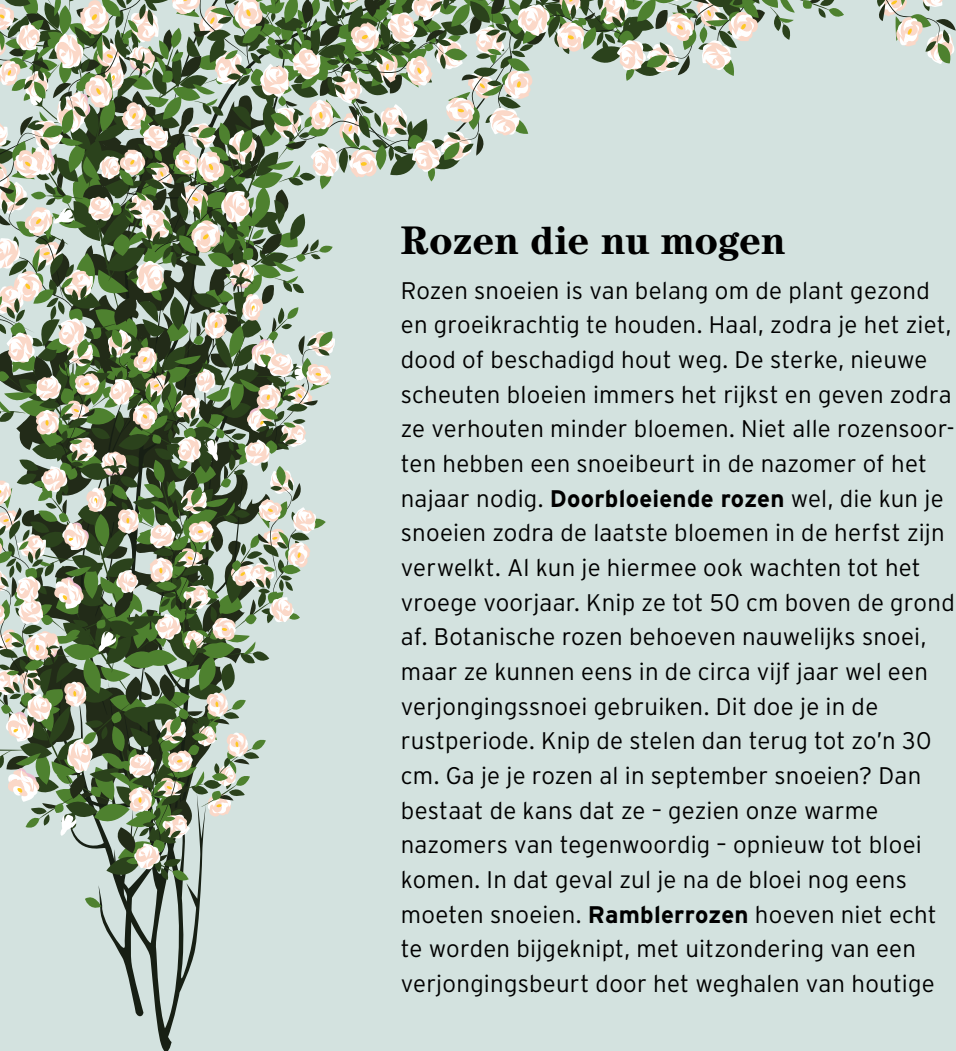 Rozen die nu mogen
Rozen snoeien is van belang om de plant gezond
en groeikrachtig te houden. Haal, zodra je het ziet,
dood of beschadigd hout weg. De sterke, nieuwe
scheuten bloeien immers het rijkst en geven zodra
ze verhouten minder bloemen. Niet alle rozensoor-
ten hebben een snoeibeurt in de nazomer of het
najaar nodig. Doorbloeiende rozen wel, die kun je
snoeien zodra de laatste bloemen in de herfst zijn
verwelkt. Al kun je hiermee ook wachten tot het
vroege voorjaar. Knip ze tot 50 cm boven de grond
af. Botanische rozen behoeven nauwelijks snoei,
maar ze kunnen eens in de circa vijf jaar wel een
verjongingssnoei gebruiken. Dit doe je in de
rustperiode. Knip de stelen dan terug tot zo'n 30
cm. Ga je je rozen al in september snoeien? Dan
bestaat de kans dat ze – gezien onze warme
nazomers van tegenwoordig – opnieuw tot bloei
komen. In dat geval zul je na de bloei nog eens
moeten snoeien. Ramblerrozen hoeven niet echt
te worden bijgeknipt, met uitzondering van een
verjongingsbeurt door het weghalen van houtige